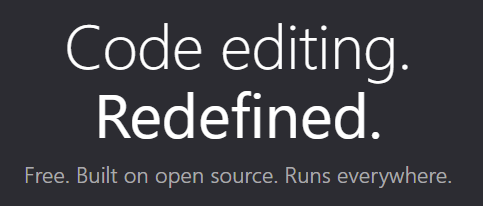 Code editing.
Redefined.
Free. Built on open source. Runs everywhere.